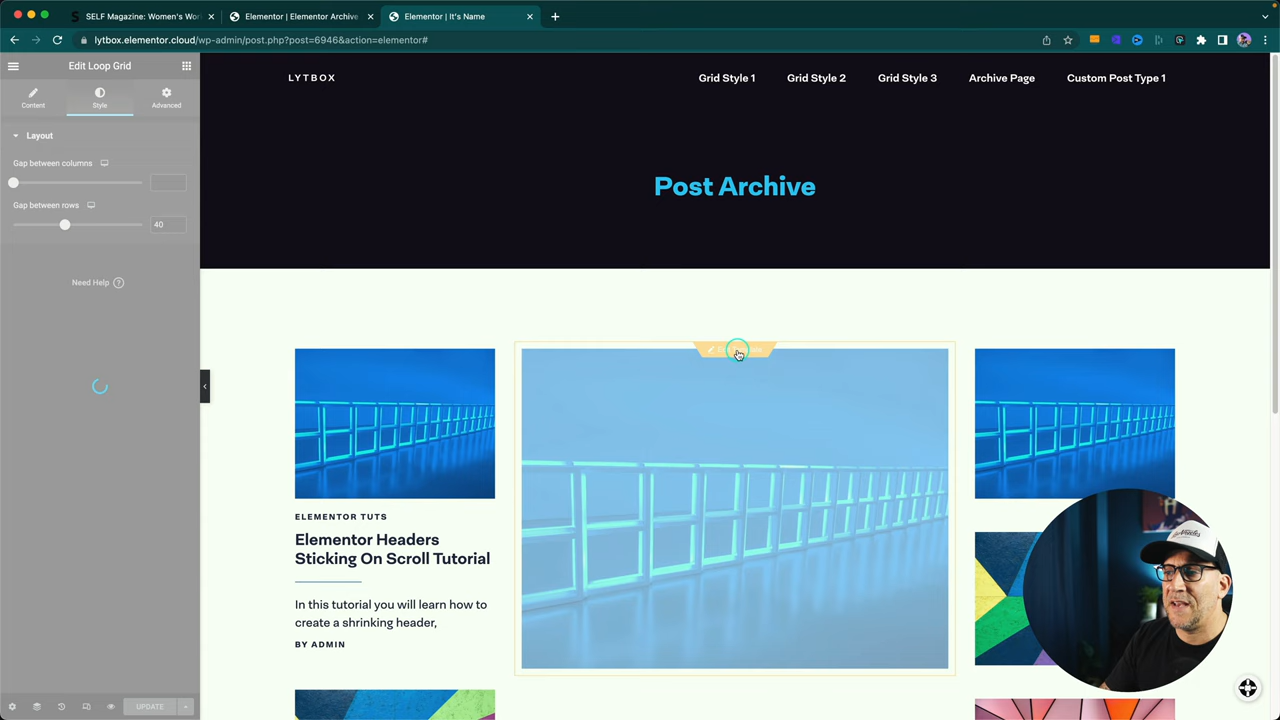 SELF Magazine: Women's Wor
Elementor | Elementor Archive
Elementor | It's Name
lytbox.elementor.cloud/wp-admin/post.php?post=6946&action=elementor#
Edit Loop Grid
Content
Style
Advanced
Layout
Gap between columns
Gap between rows
40
Need Help
UPDATE
LYTBOX
Grid Style 1
Grid Style 2
Grid Style 3
Archive Page
Custom Post Type 1
Post Archive
ELEMENTOR TUTS
Elementor Headers
Sticking On Scroll Tutorial
In this tutorial you will learn how to
create a shrinking header,
BY ADMIN